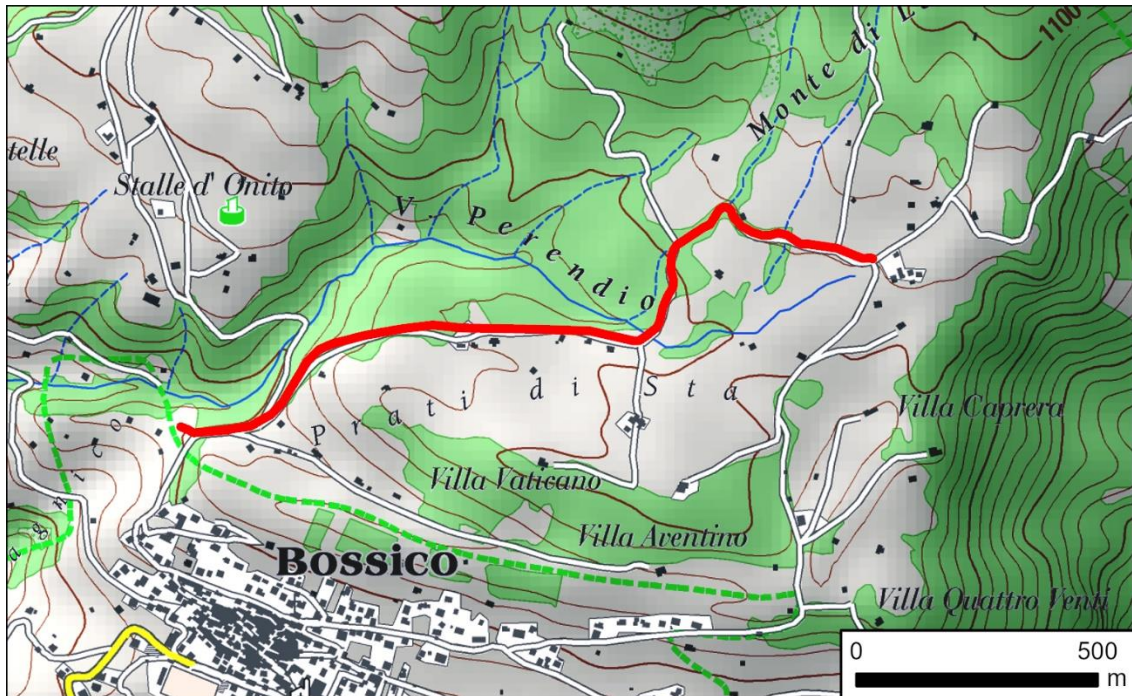 1100
Monte di L
telle
Stalle d' Onito
V. Perendio
Prati di Sta
Villa Caprera
Villa Vaticano
Villa Aventino
Bossico
Villa Quattro Venti
0 500
m